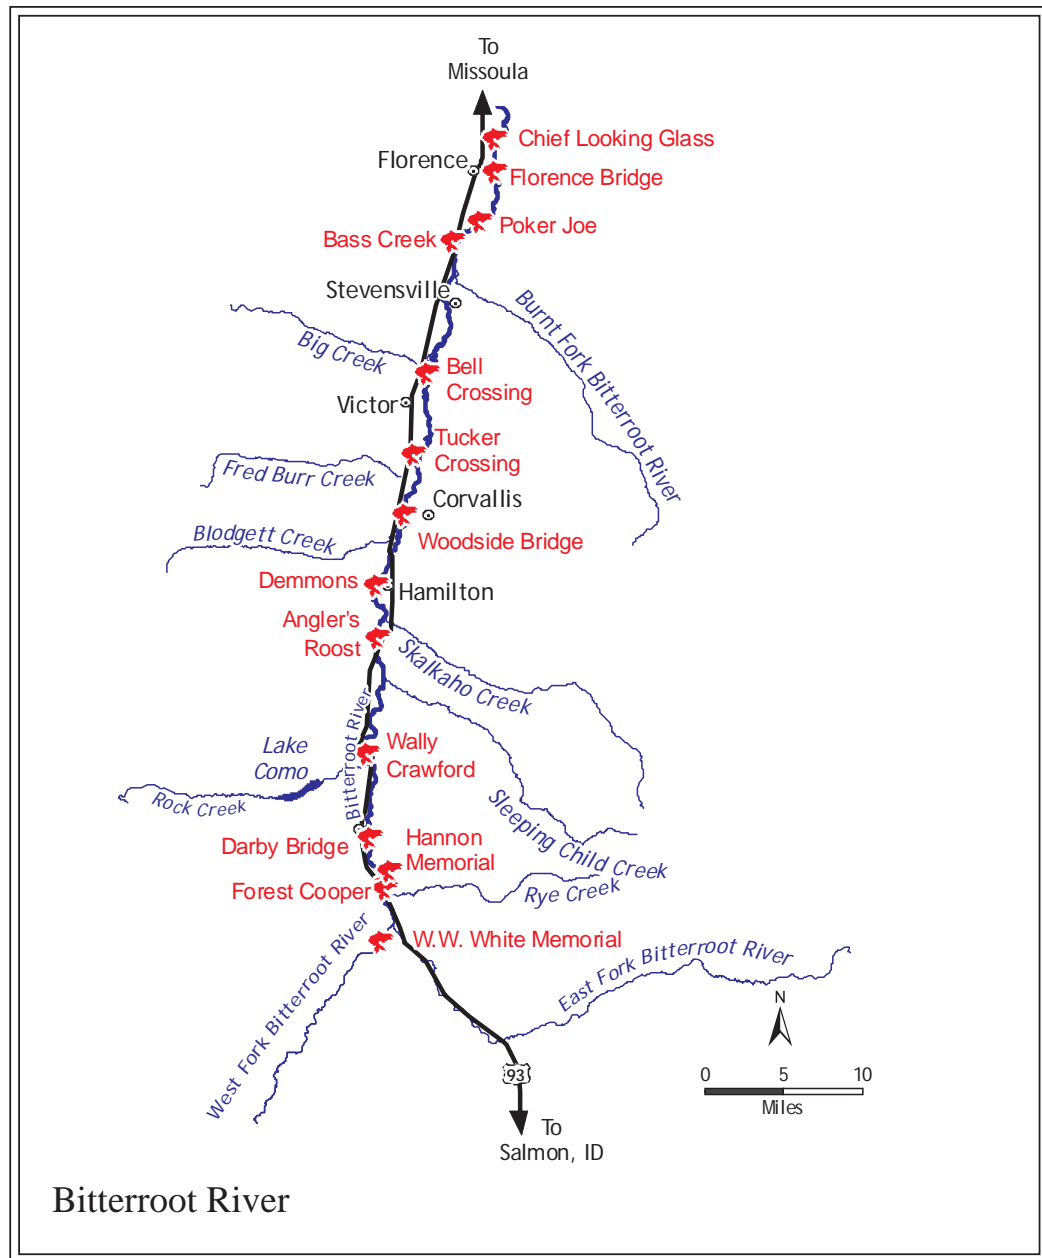 To
Missoula
Chief Looking Glass
Florence
Florence Bridge
Poker Joe
Bass Creek
Stevensville
Burnt Fork Bitterroot River
Big Creek
Bell
Crossing
Victor
Tucker
Crossing
Fred Burr Creek
Corvallis
Blodgett Creek
Woodside Bridge
Demmons
Hamilton
Angler's
Roost
Skalkaho Creek
Bitterroot River
Lake
Como
Wally
Crawford
Rock Creek
Sleeping Child Creek
Darby Bridge
Hannon
Memorial
Forest Cooper
Rye Creek
W.W. White Memorial
West Fork Bitterroot River
East Fork Bitterroot River
N
93
0 5 10
Miles
To
Salmon, ID
Bitterroot River